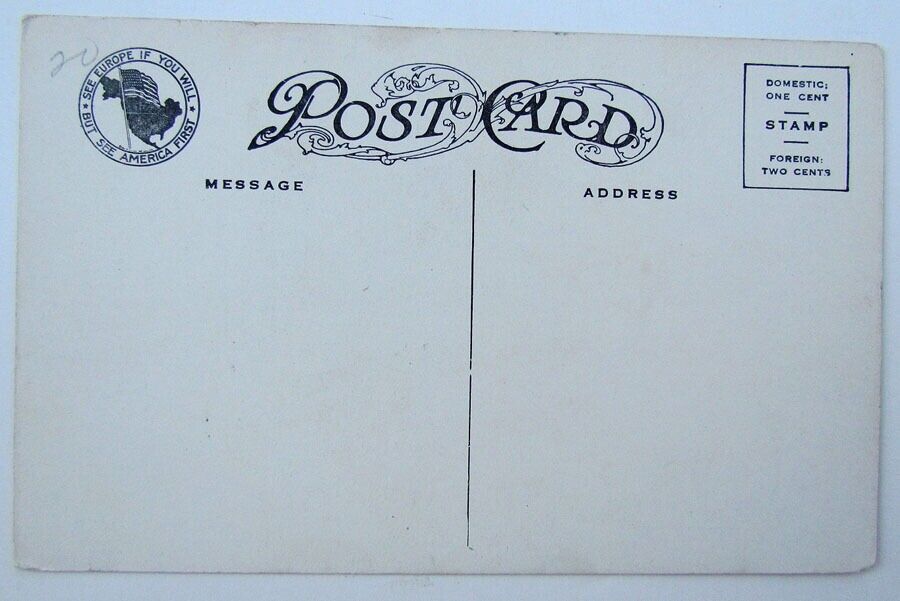 20
SEE EUROPE IF YOU WILL
★ BUT SEE AMERICA FIRST ★
POST CARD
MESSAGE
ADDRESS
DOMESTIC;
ONE CENT
STAMP
FOREIGN:
TWO CENTS